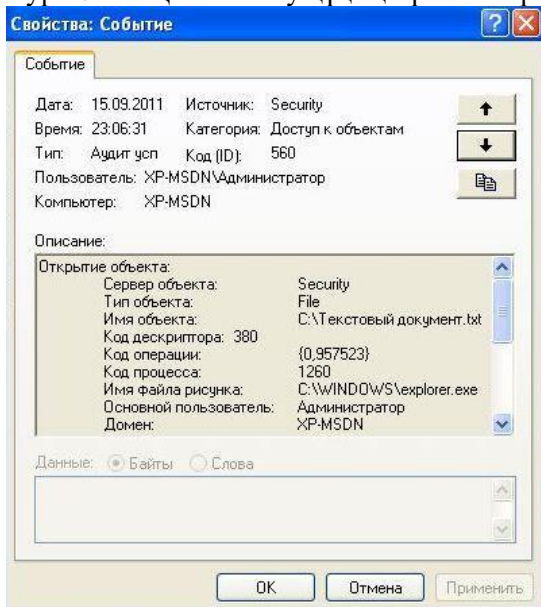 Свойства: Событие
Событие
Дата: 15.09.2011 Источник: Security
Время: 23:06:31 Категория: Доступ к объектам
Тип: Аудит усп Код (ID): 560
Пользователь: XP-MSDN\Администратор
Компьютер: XP-MSDN
Описание:
Открытие объекта:
Сервер объекта: Security
Тип объекта: File
Имя объекта: C:\Текстовый документ.txt
Код дескриптора: 380
Код операции: {0,957523}
Код процесса: 1260
Имя файла рисунка: C:\WINDOWS\explorer.exe
Основной пользователь: Администратор
Домен: XP-MSDN
Данные: Байты Слова
OK Отмена Применить